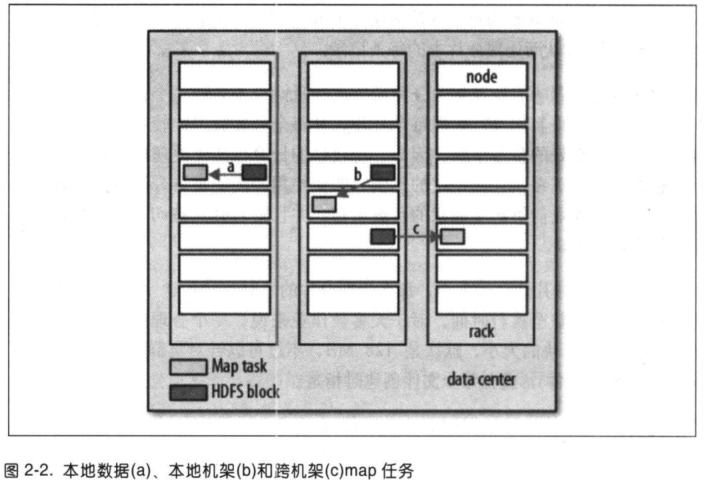 node
a
b
c
rack
Map task
HDFS block
data center
图 2-2. 本地数据(a)、本地机架(b)和跨机架(c)map 任务